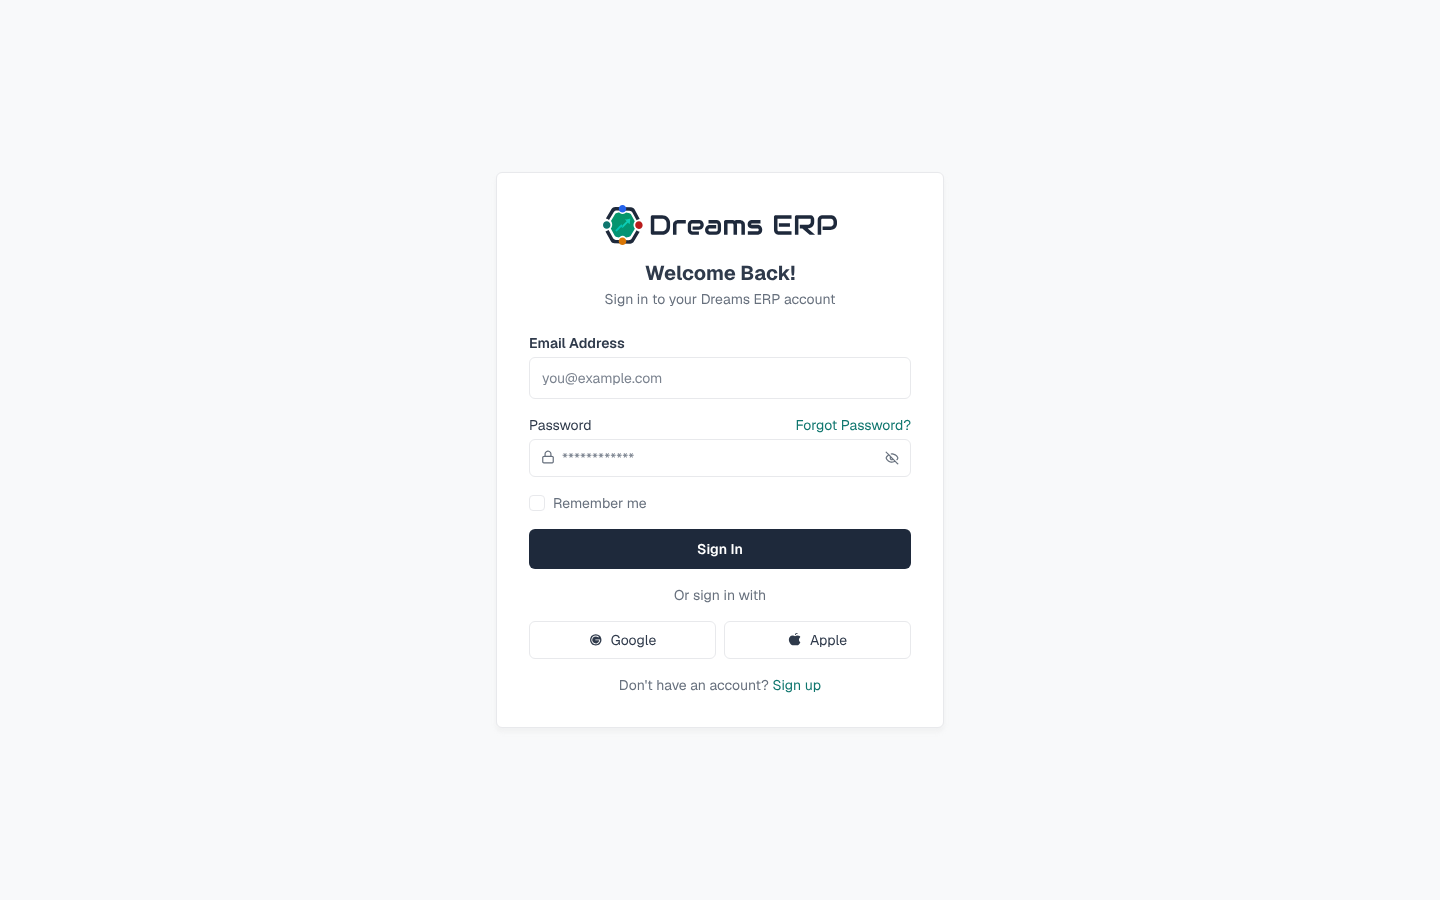 Dreams ERP
Welcome Back!
Sign in to your Dreams ERP account
Email Address
you@example.com
Password
Forgot Password?
************
Remember me
Sign In
Or sign in with
Google
Apple
Don't have an account? Sign up